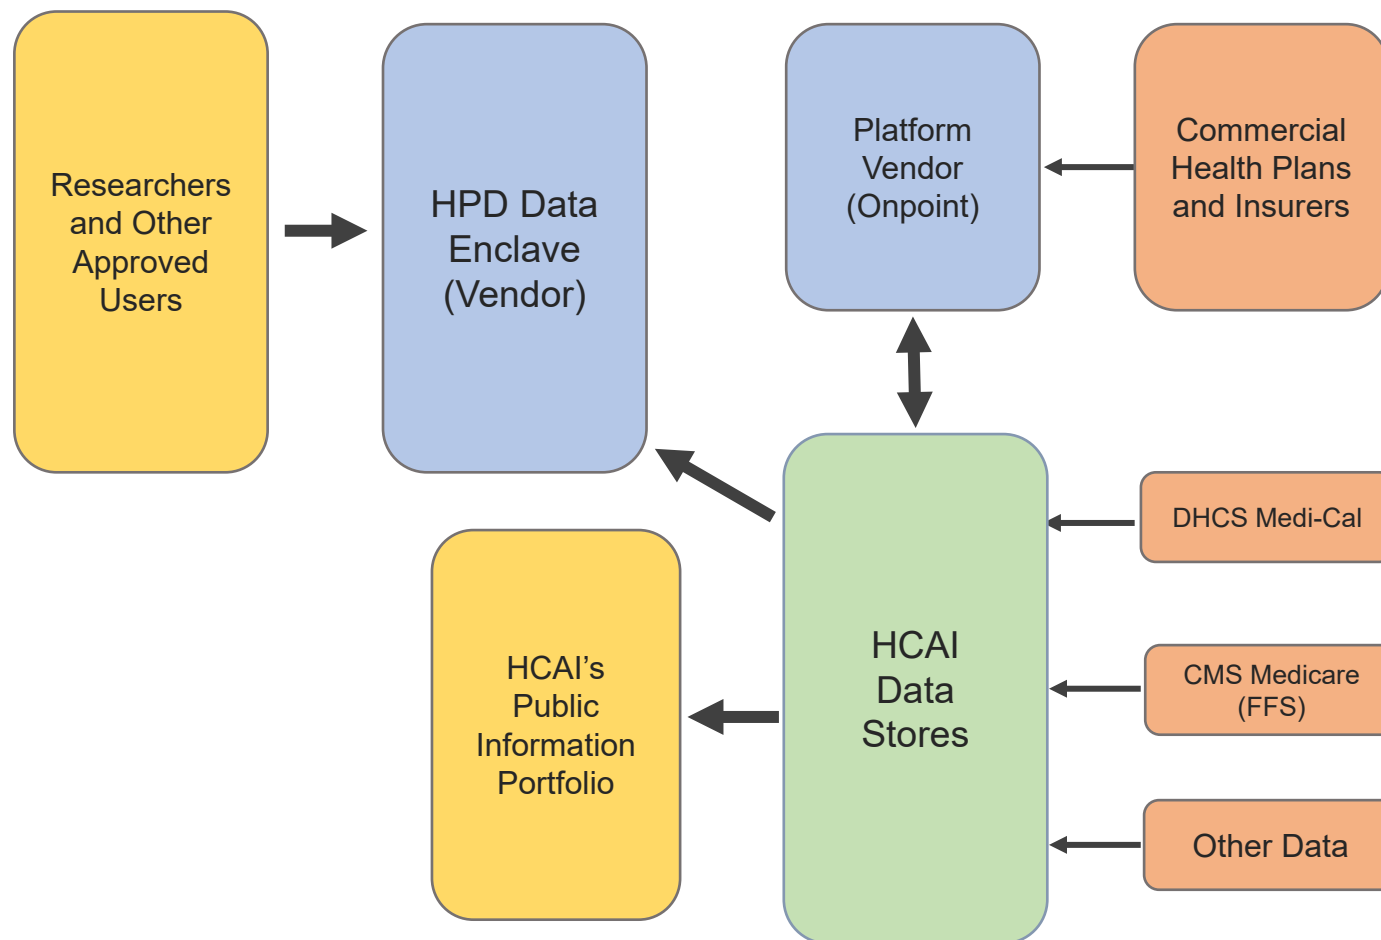 Researchers
and Other
Approved
Users
HPD Data
Enclave
(Vendor)
Platform
Vendor
(Onpoint)
Commercial
Health Plans
and Insurers
DHCS Medi-Cal
HCAI
Data
Stores
HCAI’s
Public
Information
Portfolio
CMS Medicare
(FFS)
Other Data